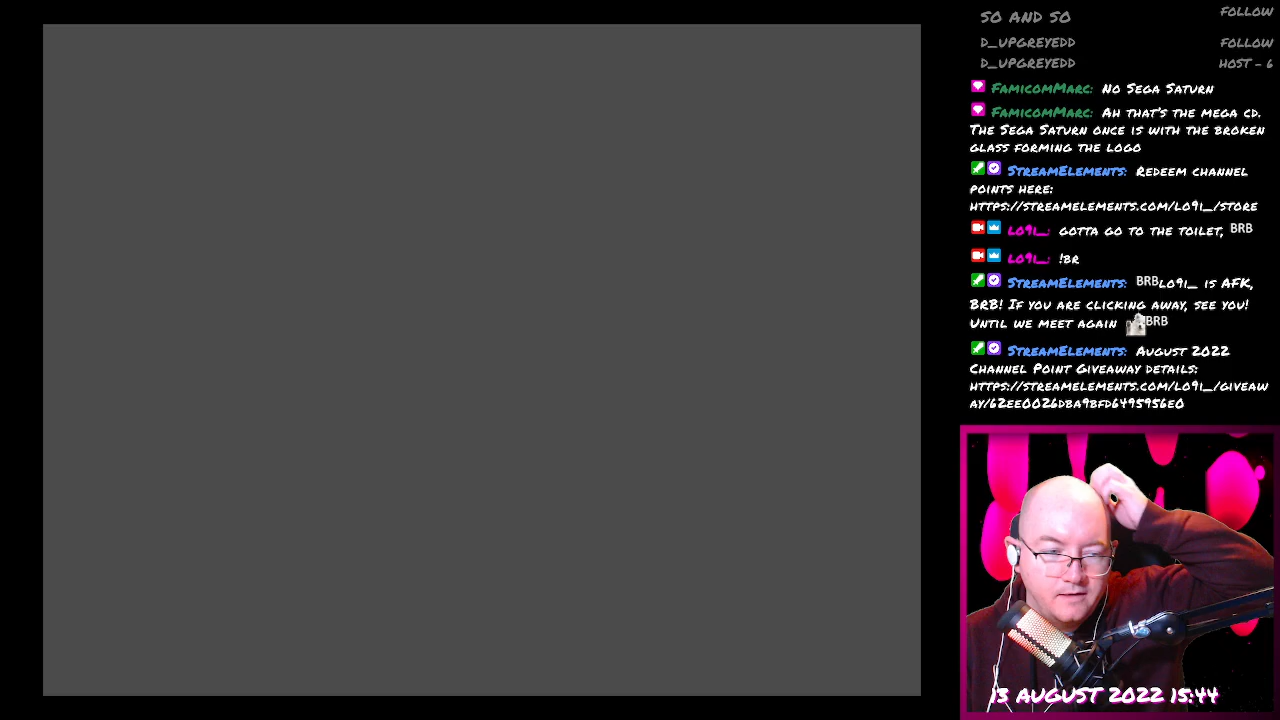 SO AND SO FOLLOW
D_UPGREYEDD FOLLOW
D_UPGREYEDD HOST - 6
FamicomMarc: No Sega Saturn
FamicomMarc: Ah that's the mega cd.
The Sega Saturn once is with the broken
glass forming the logo
StreamElements: Redeem channel
points here:
https://streamelements.com/lo9i_/store
lo9i_: gotta go to the toilet, BRB
lo9i_: !br
StreamElements: BRBlo9i_ is AFK,
BRB! If you are clicking away, see you!
Until we meet again BRB
StreamElements: August 2022
Channel Point Giveaway details:
https://streamelements.com/lo9i_/giveaw
ay/62ee0026dba9bfd6495956e0
13 AUGUST 2022 15:44